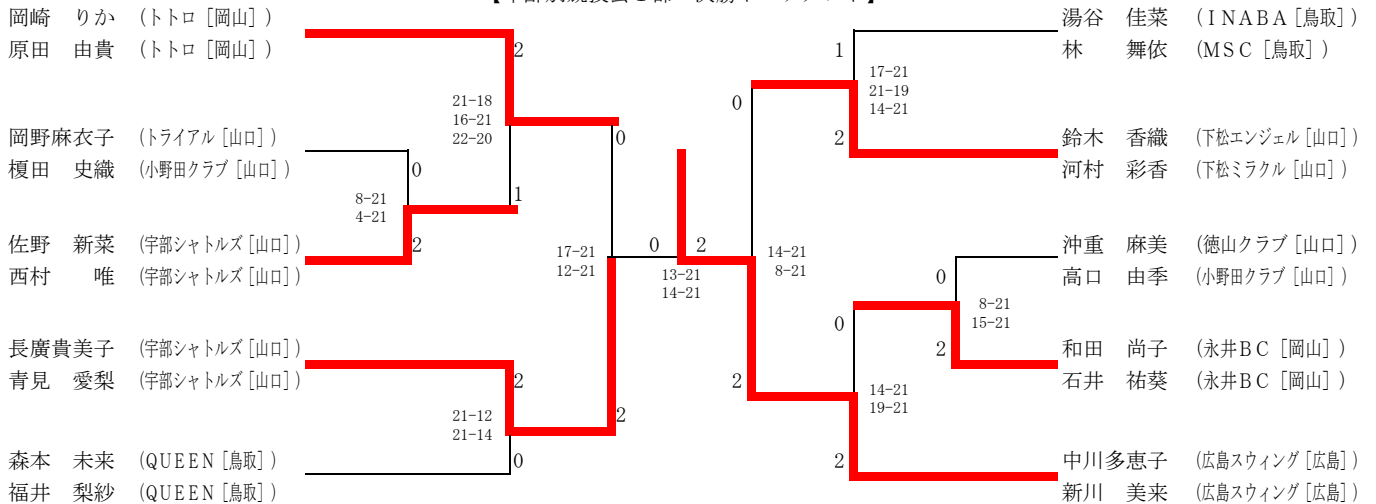 岡崎 りか (トトロ [岡山] )
原田 由貴 (トトロ [岡山] )
2
21-18
16-21
22-20
0
岡野麻衣子 (トライアル [山口] )
榎田 史織 (小野田クラブ [山口] )
0
8-21
4-21
1
2
佐野 新菜 (宇部シャトルズ [山口] )
西村 唯 (宇部シャトルズ [山口] )
17-21
12-21
長廣貴美子 (宇部シャトルズ [山口] )
青見 愛梨 (宇部シャトルズ [山口] )
2
21-12
21-14
2
0
森本 未来 (QUEEN [鳥取] )
福井 梨紗 (QUEEN [鳥取] )
0 2
13-21
14-21
湯谷 佳菜 (INABA [鳥取] )
林 舞依 (MSC [鳥取] )
1
17-21
21-19
14-21
0
2
鈴木 香織 (下松エンジェル [山口] )
河村 彩香 (下松ミラクル [山口] )
14-21
8-21
沖重 麻美 (徳山クラブ [山口] )
高口 由季 (小野田クラブ [山口] )
0
8-21
15-21
0
2
和田 尚子 (永井BC [岡山] )
石井 祐葵 (永井BC [岡山] )
2
14-21
19-21
2
中川多恵子 (広島スウィング [広島] )
新川 美来 (広島スウィング [広島] )